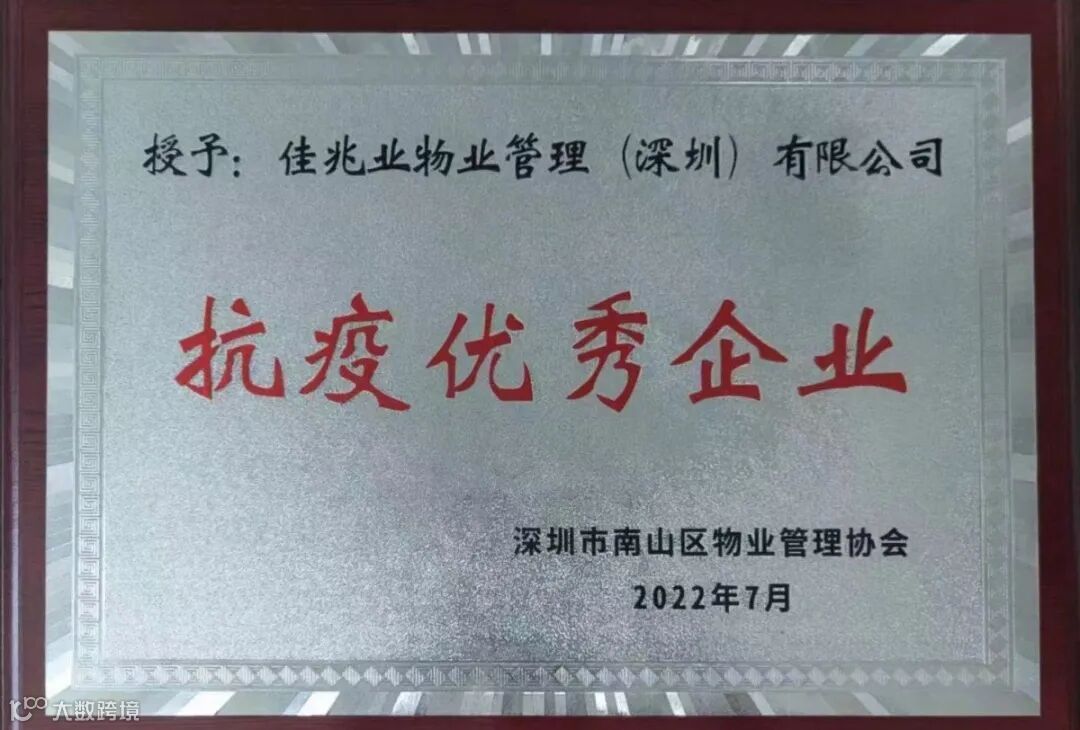 授予：佳兆业物业管理（深圳）有限公司
抗疫优秀企业
深圳市南山区物业管理协会
2022年7月
大数跨境